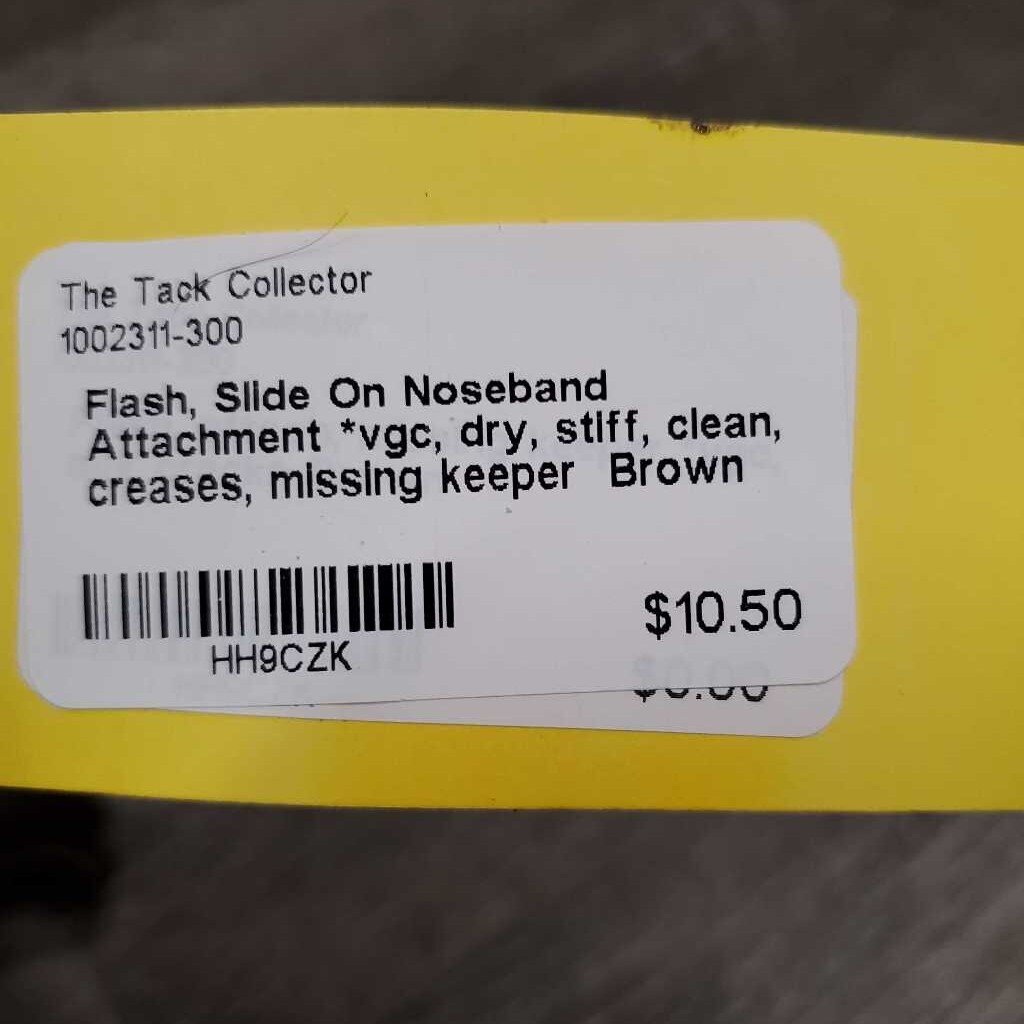 The Tack Collector
1002311-300
Flash, Slide On Noseband
Attachment *vgc, dry, stiff, clean,
creases, missing keeper Brown
$10.50
HH9CZK